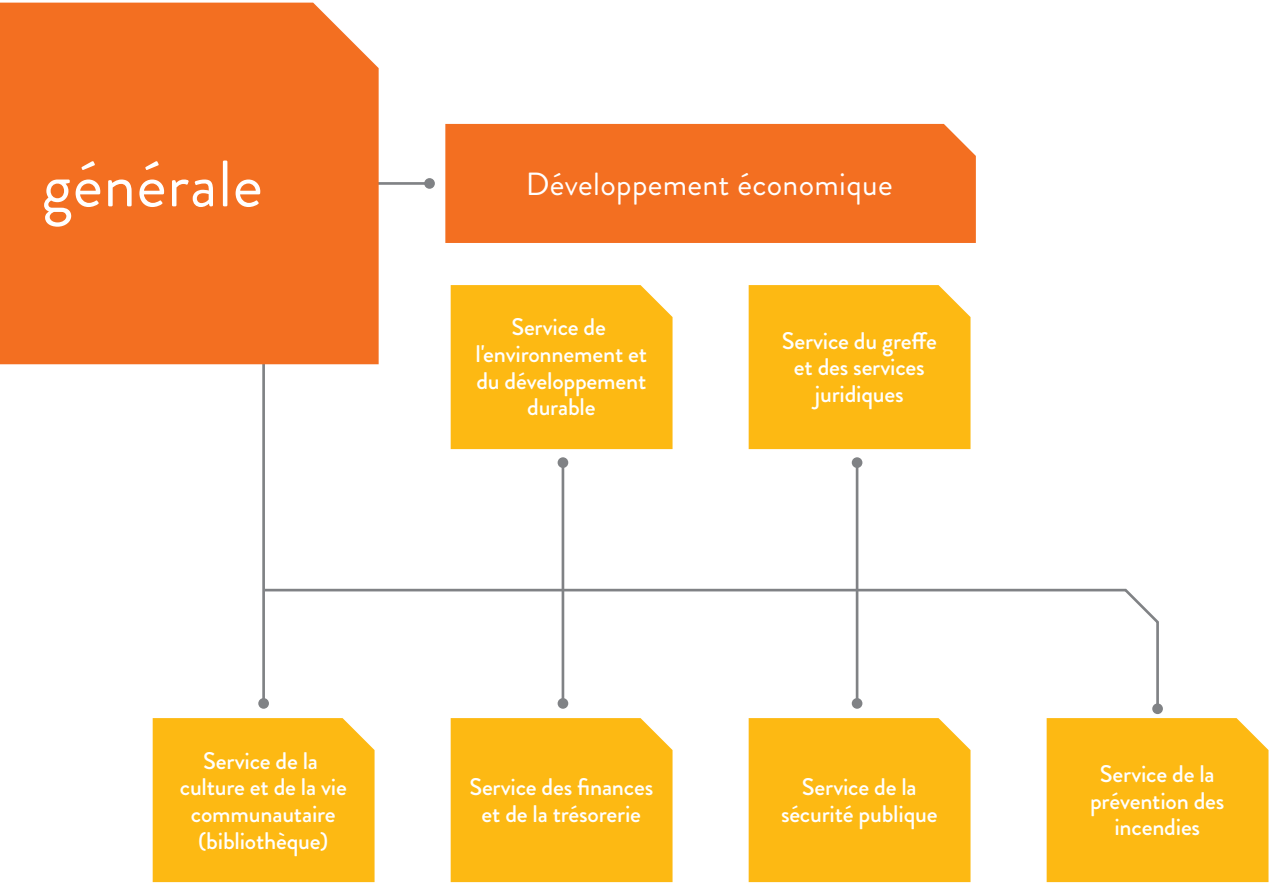 générale
Développement économique
Service de
l'environnement et
du développement
durable
Service du greffe
et des services
juridiques
Service de la
culture et de la vie
communautaire
(bibliothèque)
Service des finances
et de la trésorerie
Service de la
sécurité publique
Service de la
prévention des
incendies